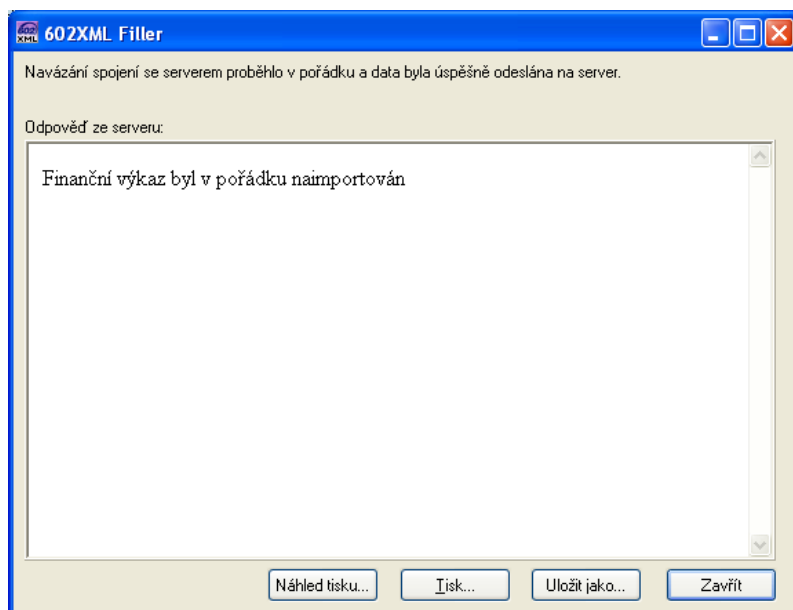 602XML Filler
Navázání spojení se serverem proběhlo v pořádku a data byla úspěšně odeslána na server.
Odpověď ze serveru:
Finanční výkaz byl v pořádku naimportován
Náhled tisku... Tisk... Uložit jako... Zavřít